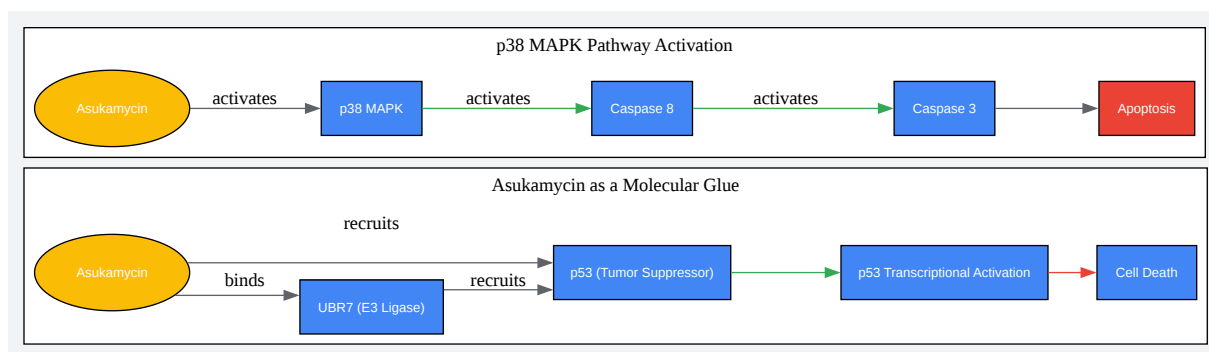 p38 MAPK Pathway Activation
Asukamycin
activates
p38 MAPK
activates
Caspase 8
activates
Caspase 3
Apoptosis
Asukamycin as a Molecular Glue
recruits
Asukamycin
binds
UBR7 (E3 Ligase)
recruits
p53 (Tumor Suppressor)
p53 Transcriptional Activation
Cell Death